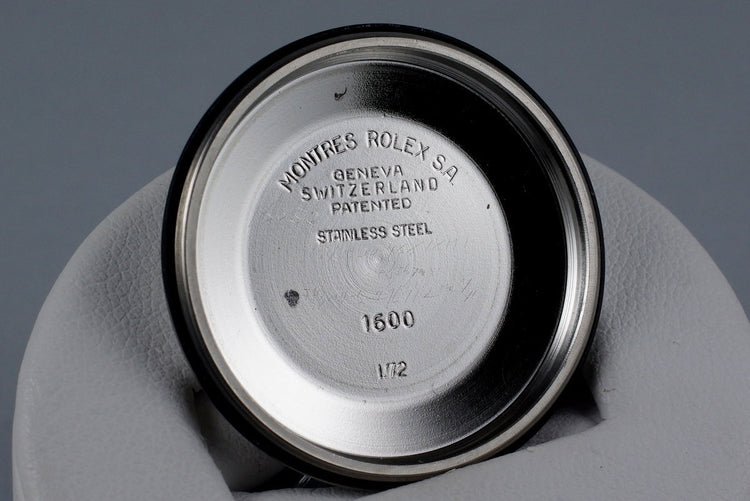 MONTRES ROLEX S.A.
GENEVA
SWITZERLAND
PATENTED
STAINLESS STEEL
1600
I.72